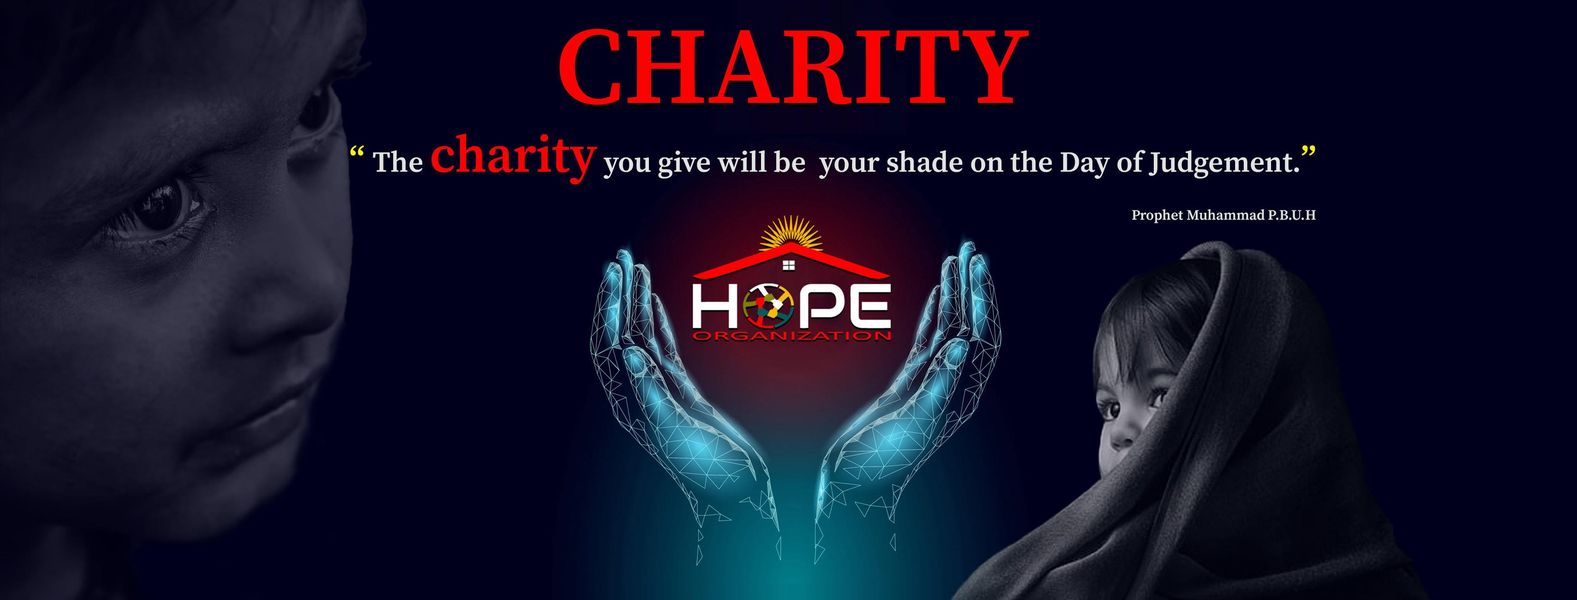 CHARITY
“ The charity you give will be your shade on the Day of Judgement.”
Prophet Muhammad P.B.U.H
HOPE
ORGANIZATION